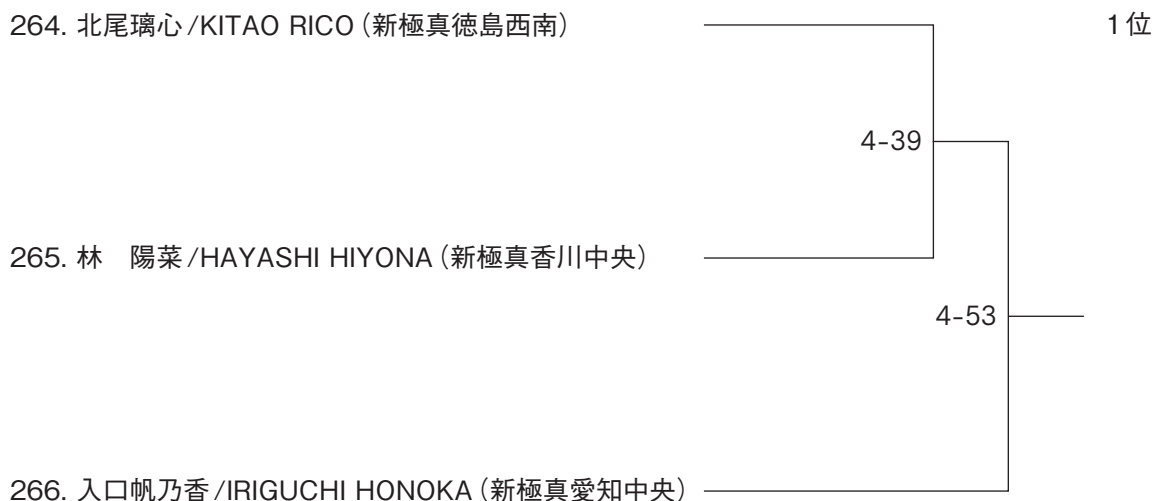 264. 北尾璃心/KITAO RICO（新極真徳島西南）
1位
4-39
265. 林　陽菜/HAYASHI HIYONA（新極真香川中央）
4-53
266. 入口帆乃香/IRIGUCHI HONOKA（新極真愛知中央）